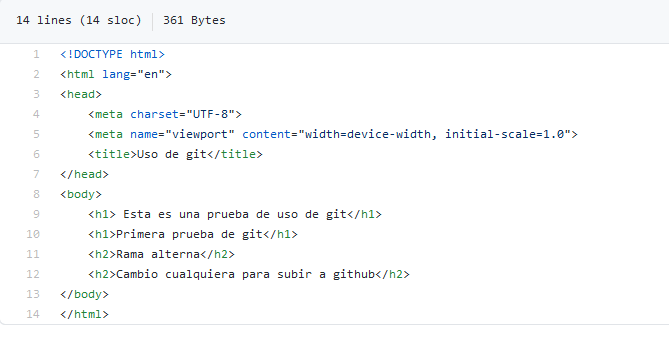 14 lines (14 sloc) 361 Bytes
1 <!DOCTYPE html>
2 <html lang="en">
3 <head>
4     <meta charset="UTF-8">
5     <meta name="viewport" content="width=device-width, initial-scale=1.0">
6     <title>Uso de git</title>
7 </head>
8 <body>
9     <h1> Esta es una prueba de uso de git</h1>
10     <h1>Primera prueba de git</h1>
11     <h2>Rama alterna</h2>
12     <h2>Cambio cualquiera para subir a github</h2>
13 </body>
14 </html>